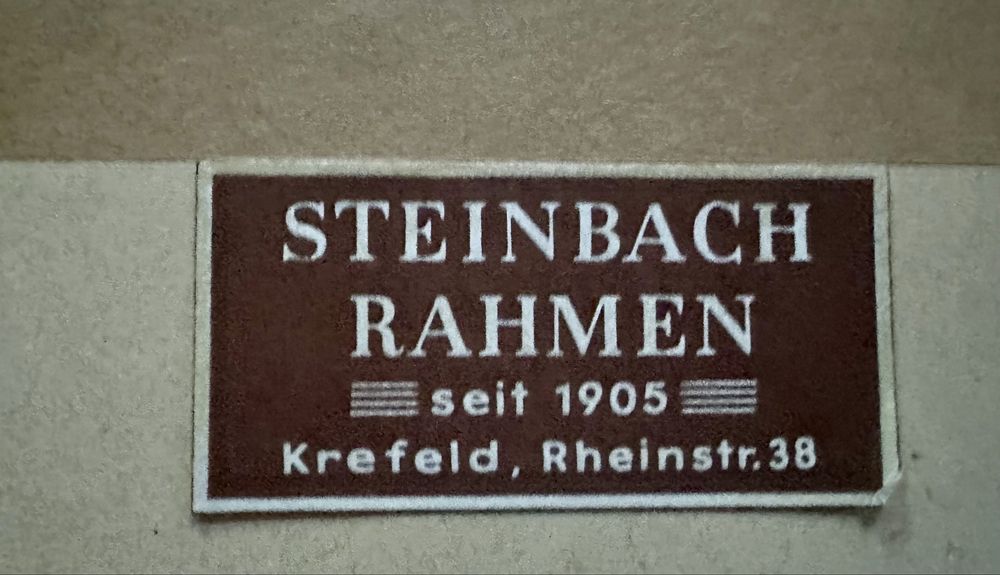 STEINBACH
RAHMEN
seit 1905
Krefeld, Rheinstr.38